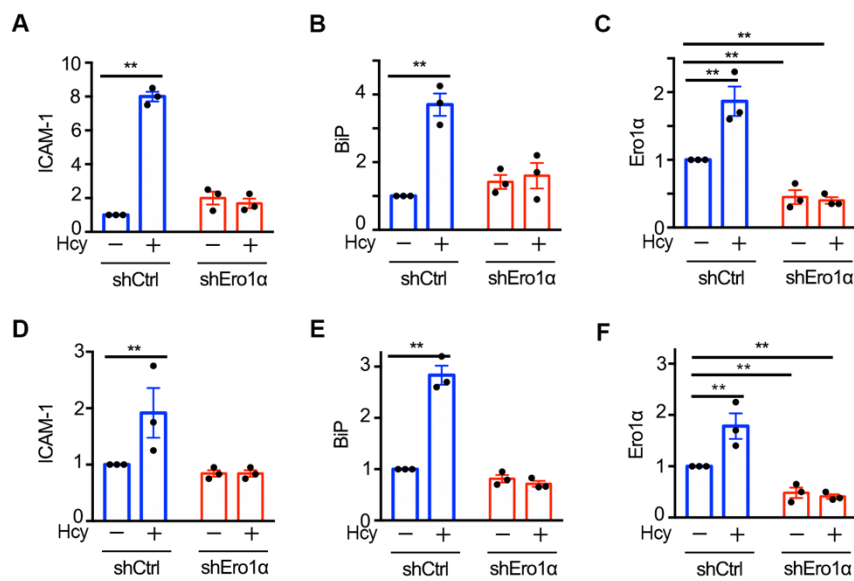 A
ICAM-1
10
8
6
4
2
0
**
Hcy
− + − +
shCtrl shEro1α
B
BiP
4
2
0
**
Hcy
− + − +
shCtrl shEro1α
C
Ero1α
2
1
0
**
**
**
Hcy
− + − +
shCtrl shEro1α
D
ICAM-1
3
2
1
0
**
Hcy
− + − +
shCtrl shEro1α
E
BiP
3
2
1
0
**
Hcy
− + − +
shCtrl shEro1α
F
Ero1α
3
2
1
0
**
**
**
Hcy
− + − +
shCtrl shEro1α